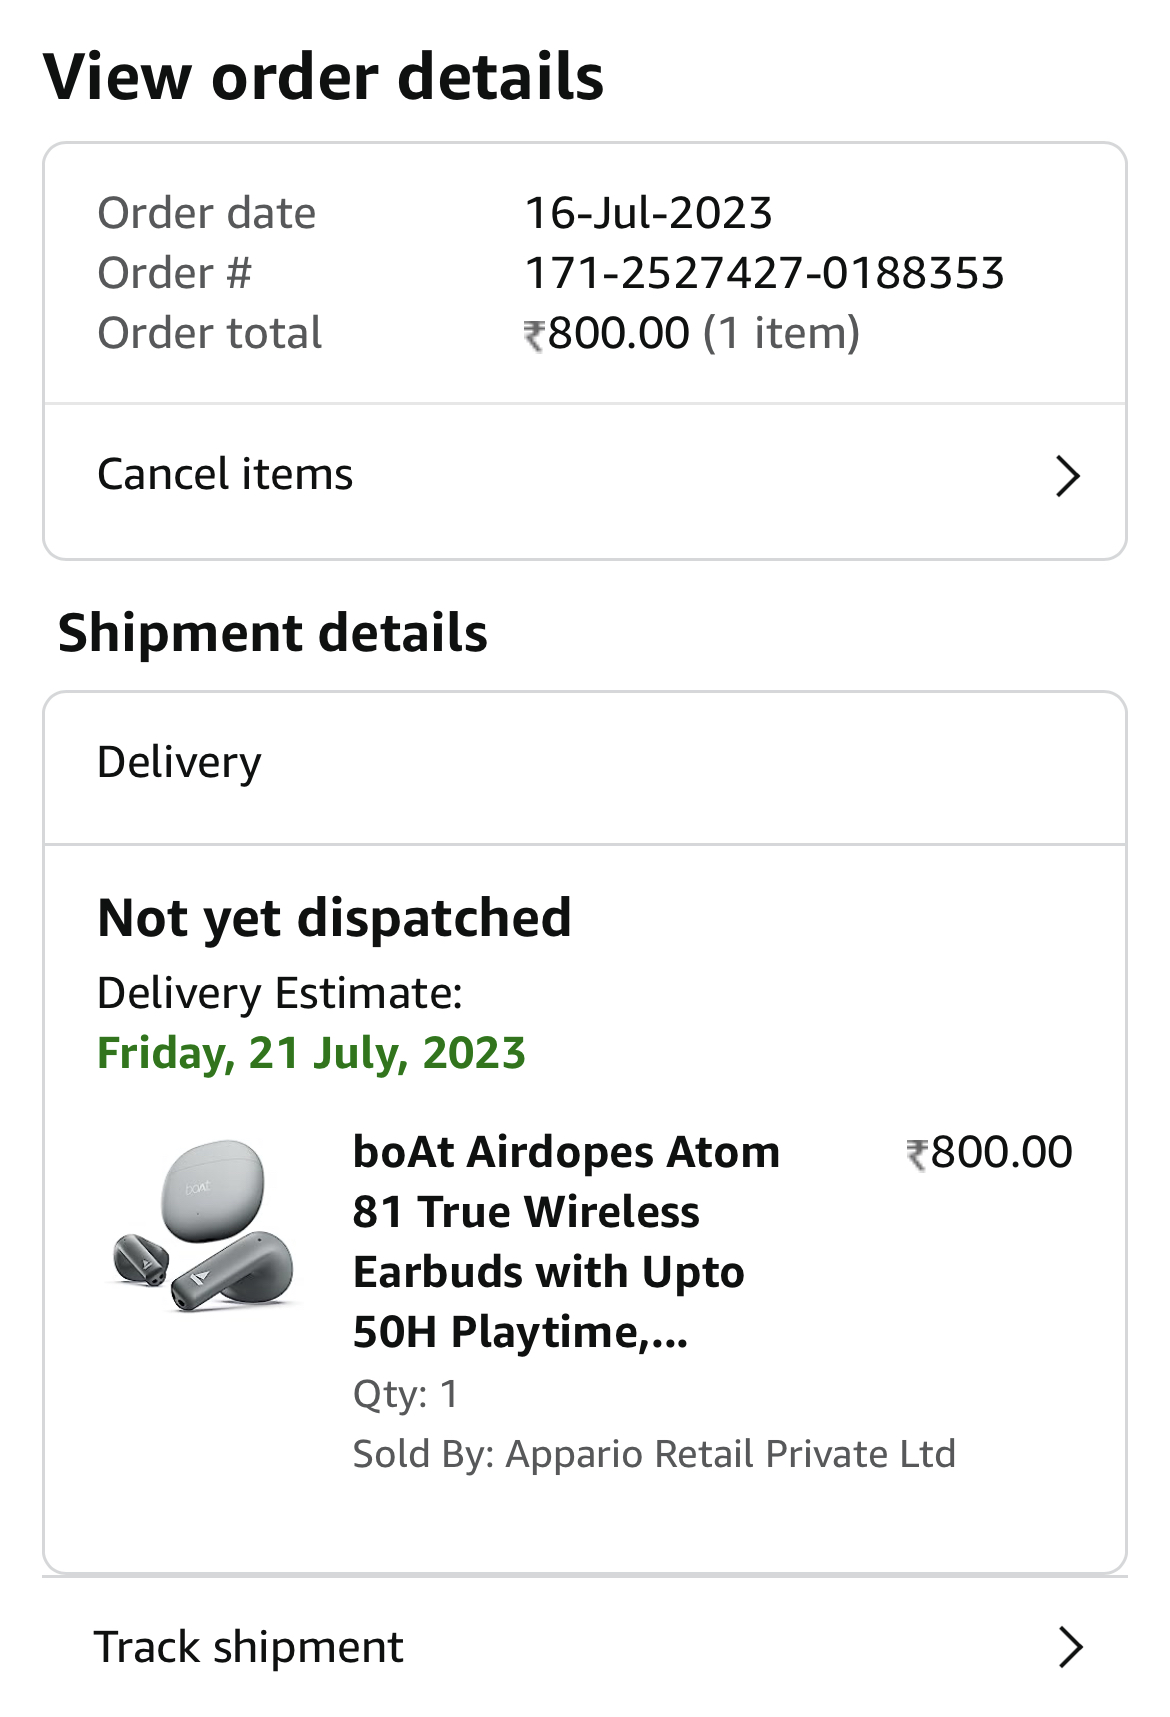 View order details
Order date 16-Jul-2023
Order # 171-2527427-0188353
Order total ₹800.00 (1 item)
Cancel items
Shipment details
Delivery
Not yet dispatched
Delivery Estimate:
Friday, 21 July, 2023
boAt
boAt Airdopes Atom ₹800.00
81 True Wireless
Earbuds with Upto
50H Playtime,...
Qty: 1
Sold By: Appario Retail Private Ltd
Track shipment